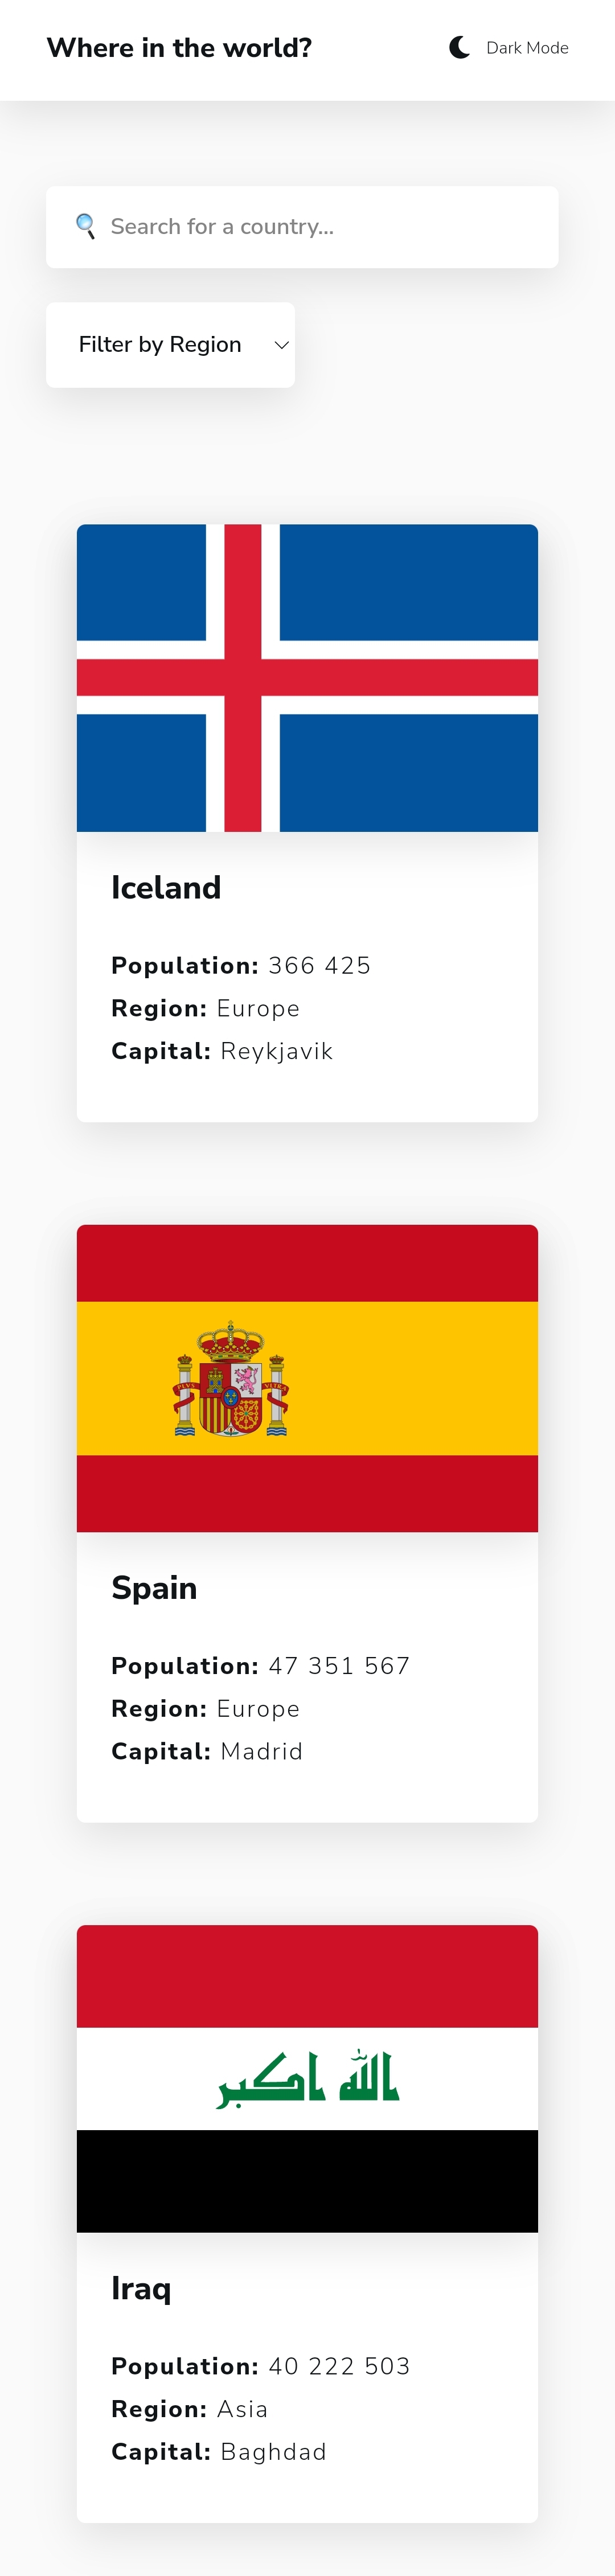 Where in the world?
Dark Mode
Search for a country...
Filter by Region
Iceland
Population: 366 425
Region: Europe
Capital: Reykjavik
PLVS VLTRA
Spain
Population: 47 351 567
Region: Europe
Capital: Madrid
الله اكبر
Iraq
Population: 40 222 503
Region: Asia
Capital: Baghdad